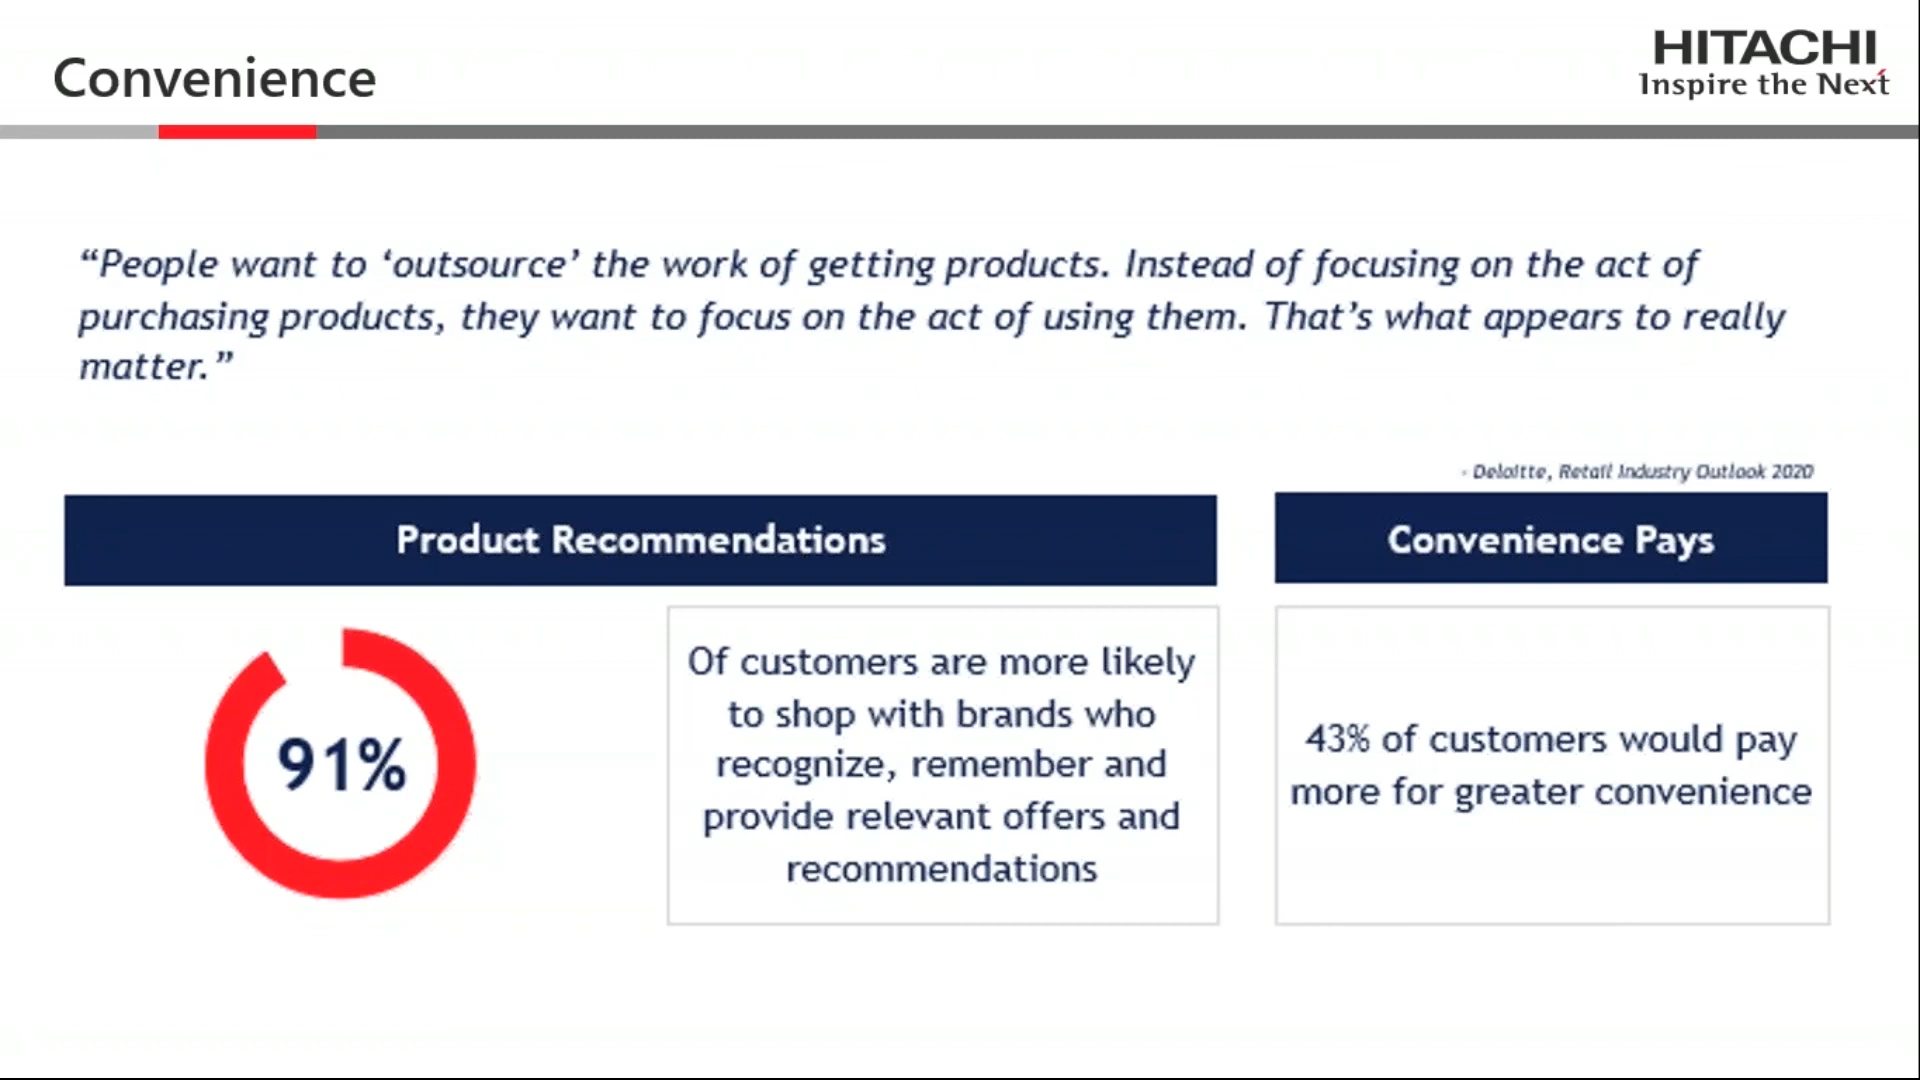 Convenience
HITACHI
Inspire the Next
“People want to ‘outsource’ the work of getting products. Instead of focusing on the act of
purchasing products, they want to focus on the act of using them. That’s what appears to really
matter.”
- Deloitte, Retail Industry Outlook 2020
Product Recommendations
Convenience Pays
91%
Of customers are more likely
to shop with brands who
recognize, remember and
provide relevant offers and
recommendations
43% of customers would pay
more for greater convenience